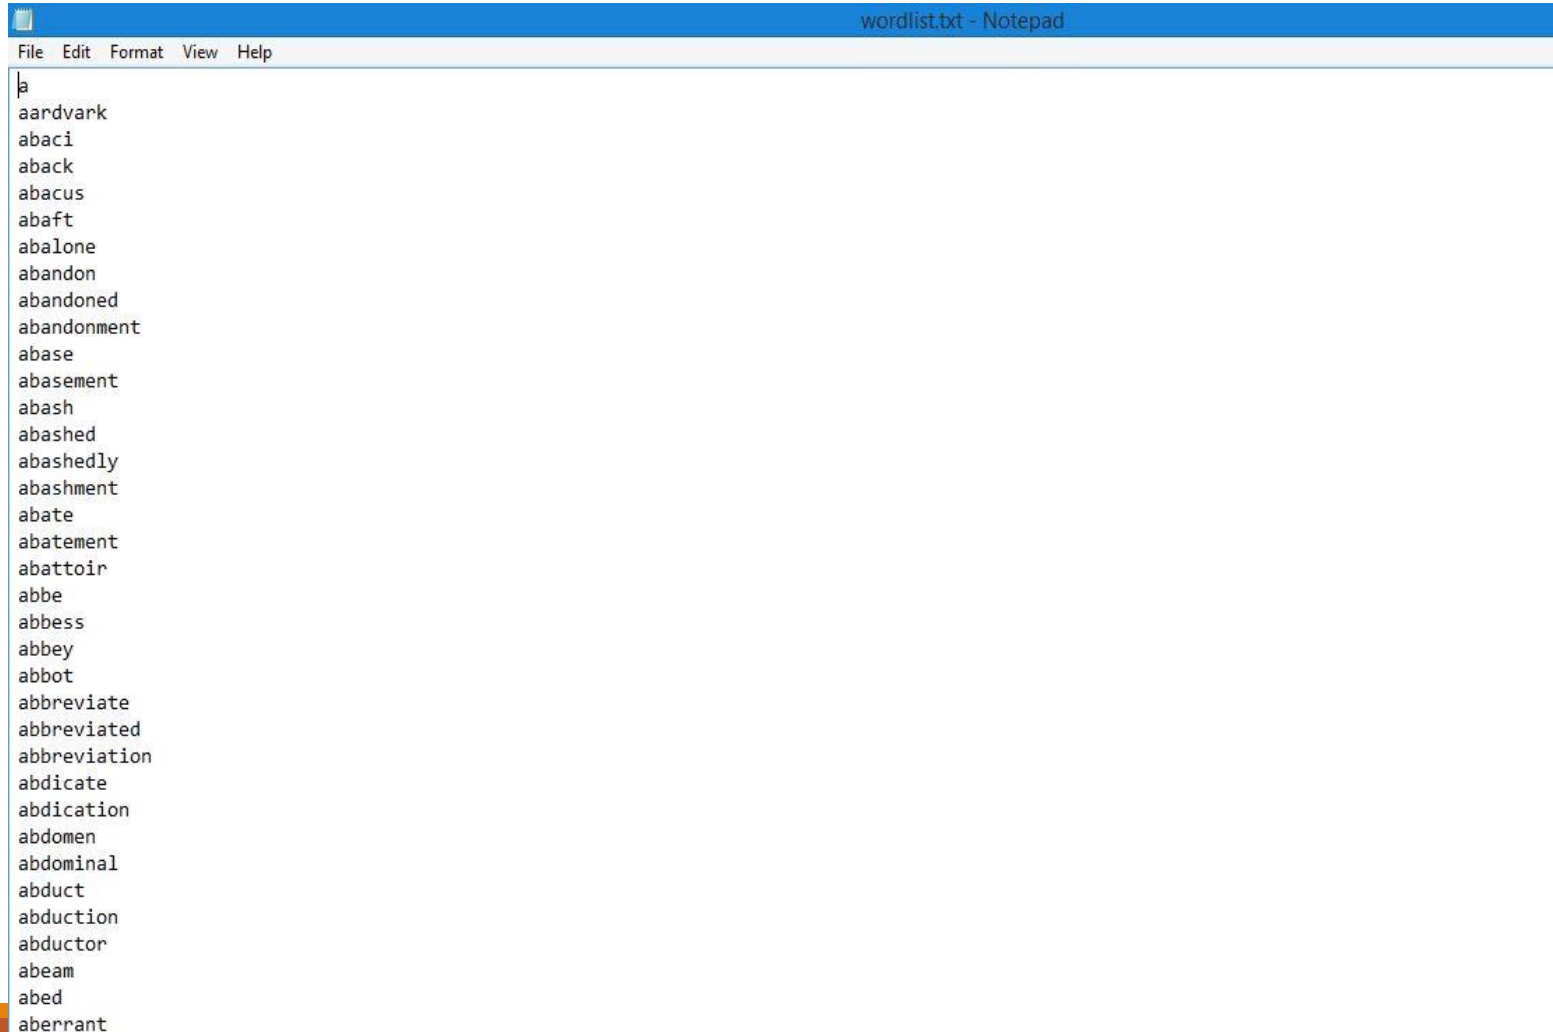 wordlist.txt - Notepad
File Edit Format View Help
a
aardvark
abaci
aback
abacus
abaft
abalone
abandon
abandoned
abandonment
abase
abasement
abash
abashed
abashedly
abashment
abate
abatement
abattoir
abbe
abbess
abbey
abbot
abbreviate
abbreviated
abbreviation
abdicate
abdication
abdomen
abdominal
abduct
abduction
abductor
abeam
abed
aberrant